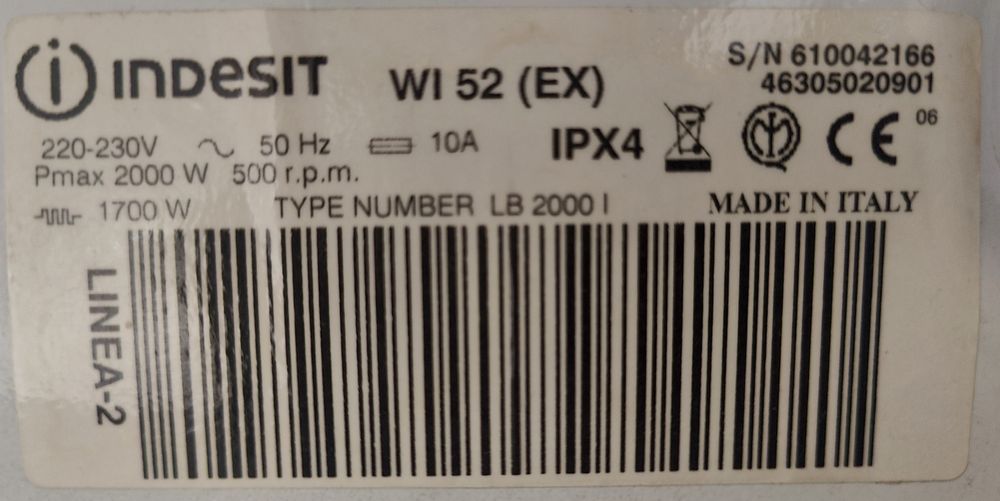 INDESIT
WI 52 (EX)
S/N 610042166
46305020901
220-230V 50 Hz 10A
IPX4
CE 06
Pmax 2000 W 500 r.p.m.
1700 W TYPE NUMBER LB 2000 I
MADE IN ITALY
LINEA-2